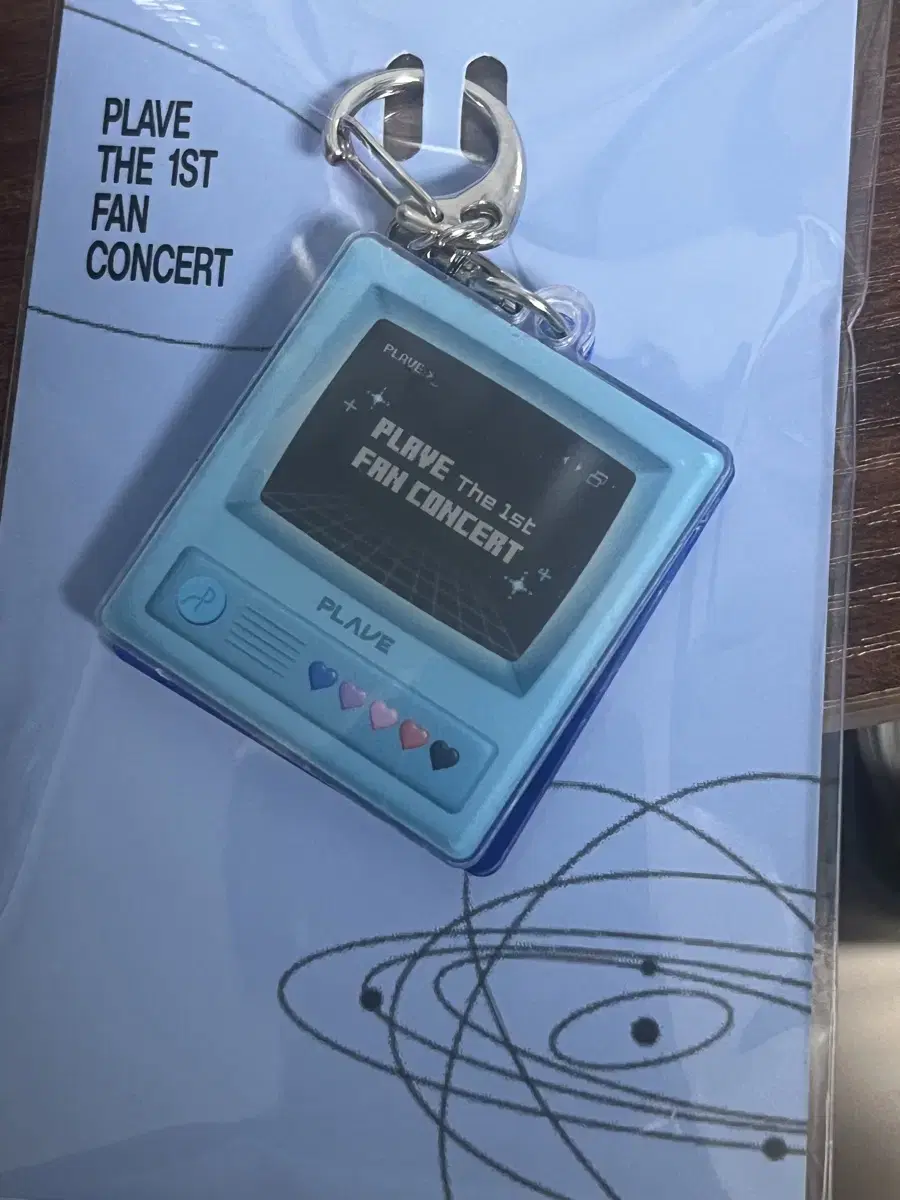 PLAVE
THE 1ST
FAN
CONCERT
PLAVE>_
PLAVE The 1st
FAN CONCERT
PLAVE